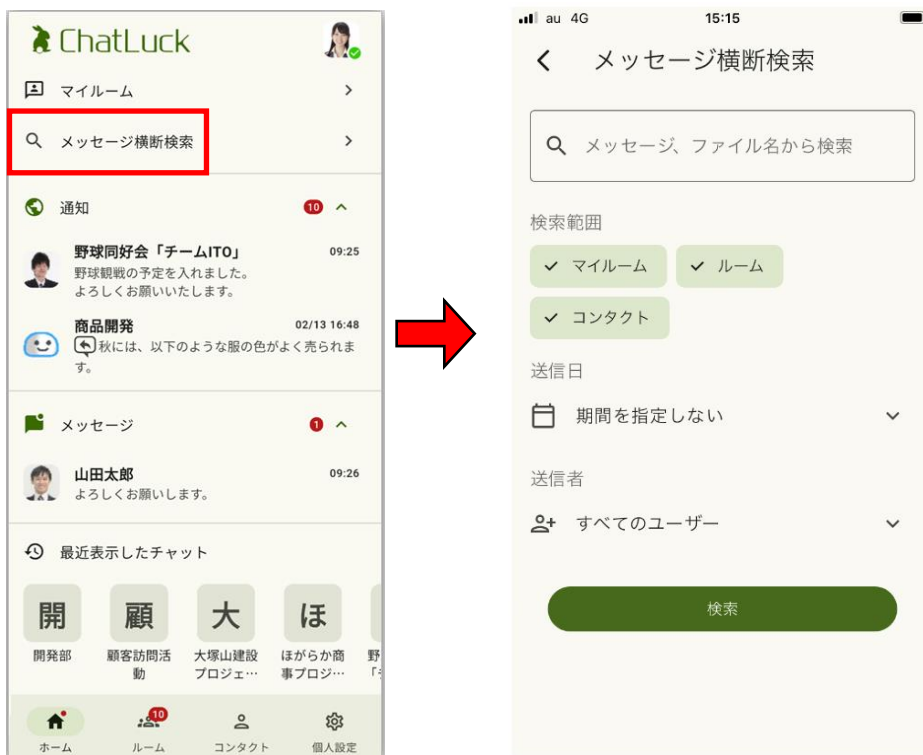 ChatLuck
マイルーム
メッセージ横断検索
通知
10
野球同好会「チームITO」
09:25
野球観戦の予定を入れました。
よろしくお願いいたします。
商品開発
02/13 16:48
秋には、以下のような服の色がよく売られま
す。
メッセージ
1
山田太郎
09:26
よろしくお願いします。
最近表示したチャット
開
顧
大
ほ
開発部
顧客訪問活
動
大塚山建設
プロジェ…
ほがらか商
事プロジ…
野
ホーム
10
ルーム
コンタクト
個人設定
au 4G
15:15
メッセージ横断検索
メッセージ、ファイル名から検索
検索範囲
マイルーム
ルーム
コンタクト
送信日
期間を指定しない
送信者
すべてのユーザー
検索